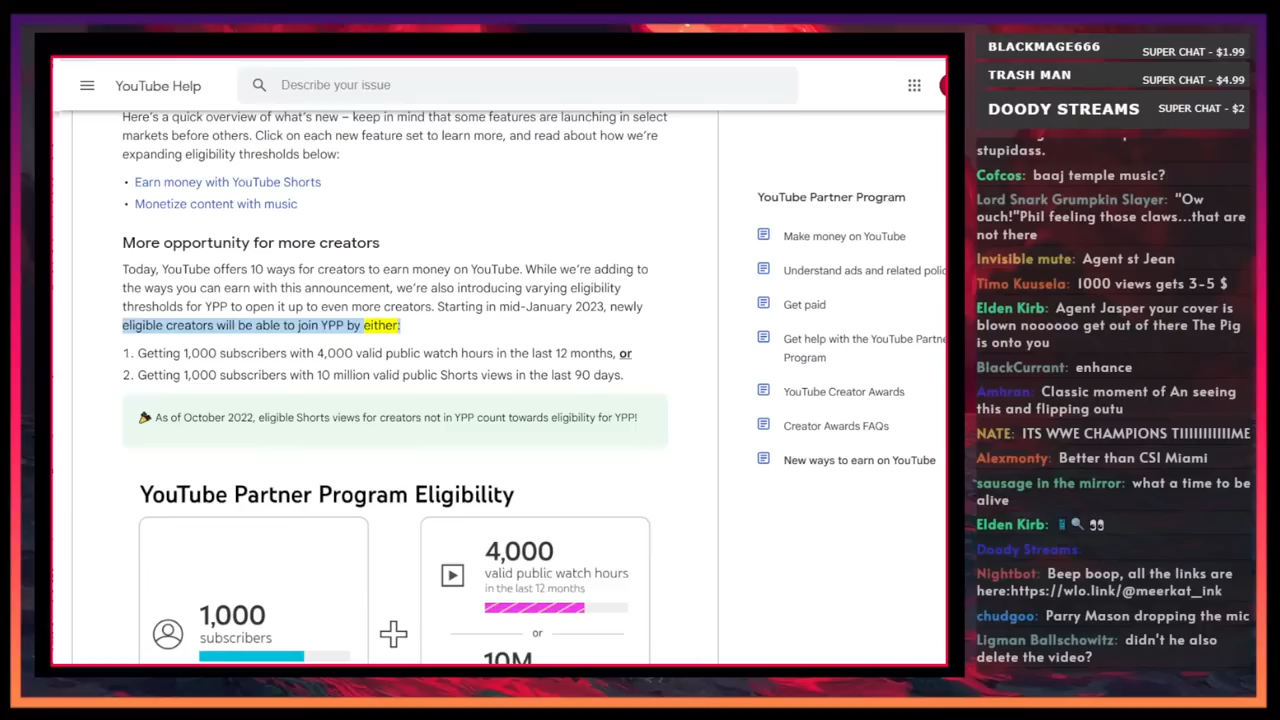 YouTube Help
Describe your issue
Here's a quick overview of what's new – keep in mind that some features are launching in select
markets before others. Click on each new feature set to learn more, and read about how we're
expanding eligibility thresholds below:
• Earn money with YouTube Shorts
• Monetize content with music
More opportunity for more creators
Today, YouTube offers 10 ways for creators to earn money on YouTube. While we're adding to
the ways you can earn with this announcement, we're also introducing varying eligibility
thresholds for YPP to open it up to even more creators. Starting in mid-January 2023, newly
eligible creators will be able to join YPP by either:
1. Getting 1,000 subscribers with 4,000 valid public watch hours in the last 12 months, or
2. Getting 1,000 subscribers with 10 million valid public Shorts views in the last 90 days.
🎉 As of October 2022, eligible Shorts views for creators not in YPP count towards eligibility for YPP!
YouTube Partner Program Eligibility
1,000
subscribers
4,000
valid public watch hours
in the last 12 months
or
10M
YouTube Partner Program
Make money on YouTube
Understand ads and related polic
Get paid
Get help with the YouTube Partne
Program
YouTube Creator Awards
Creator Awards FAQs
New ways to earn on YouTube
BLACKMAGE666 SUPER CHAT - $1.99
TRASH MAN SUPER CHAT - $4.99
DOODY STREAMS SUPER CHAT - $2
stupidass.
Cofcos: baaj temple music?
Lord Snark Grumpkin Slayer: "Ow
ouch!"Phil feeling those claws...that are
not there
Invisible mute: Agent st Jean
Timo Kuusela: 1000 views gets 3-5 $
Elden Kirb: Agent Jasper your cover is
blown noooooo get out of there The Pig
is onto you
BlackCurrant: enhance
Amhran: Classic moment of An seeing
this and flipping outu
NATE: ITS WWE CHAMPIONS TIIIIIIIIIIME
Alexmonty: Better than CSI Miami
sausage in the mirror: what a time to be
alive
Elden Kirb: 📱🔍👀
Doody Streams:
Nightbot: Beep boop, all the links are
here:https://wlo.link/@meerkat_ink
chudgoo: Parry Mason dropping the mic
Ligman Ballschowitz: didn't he also
delete the video?